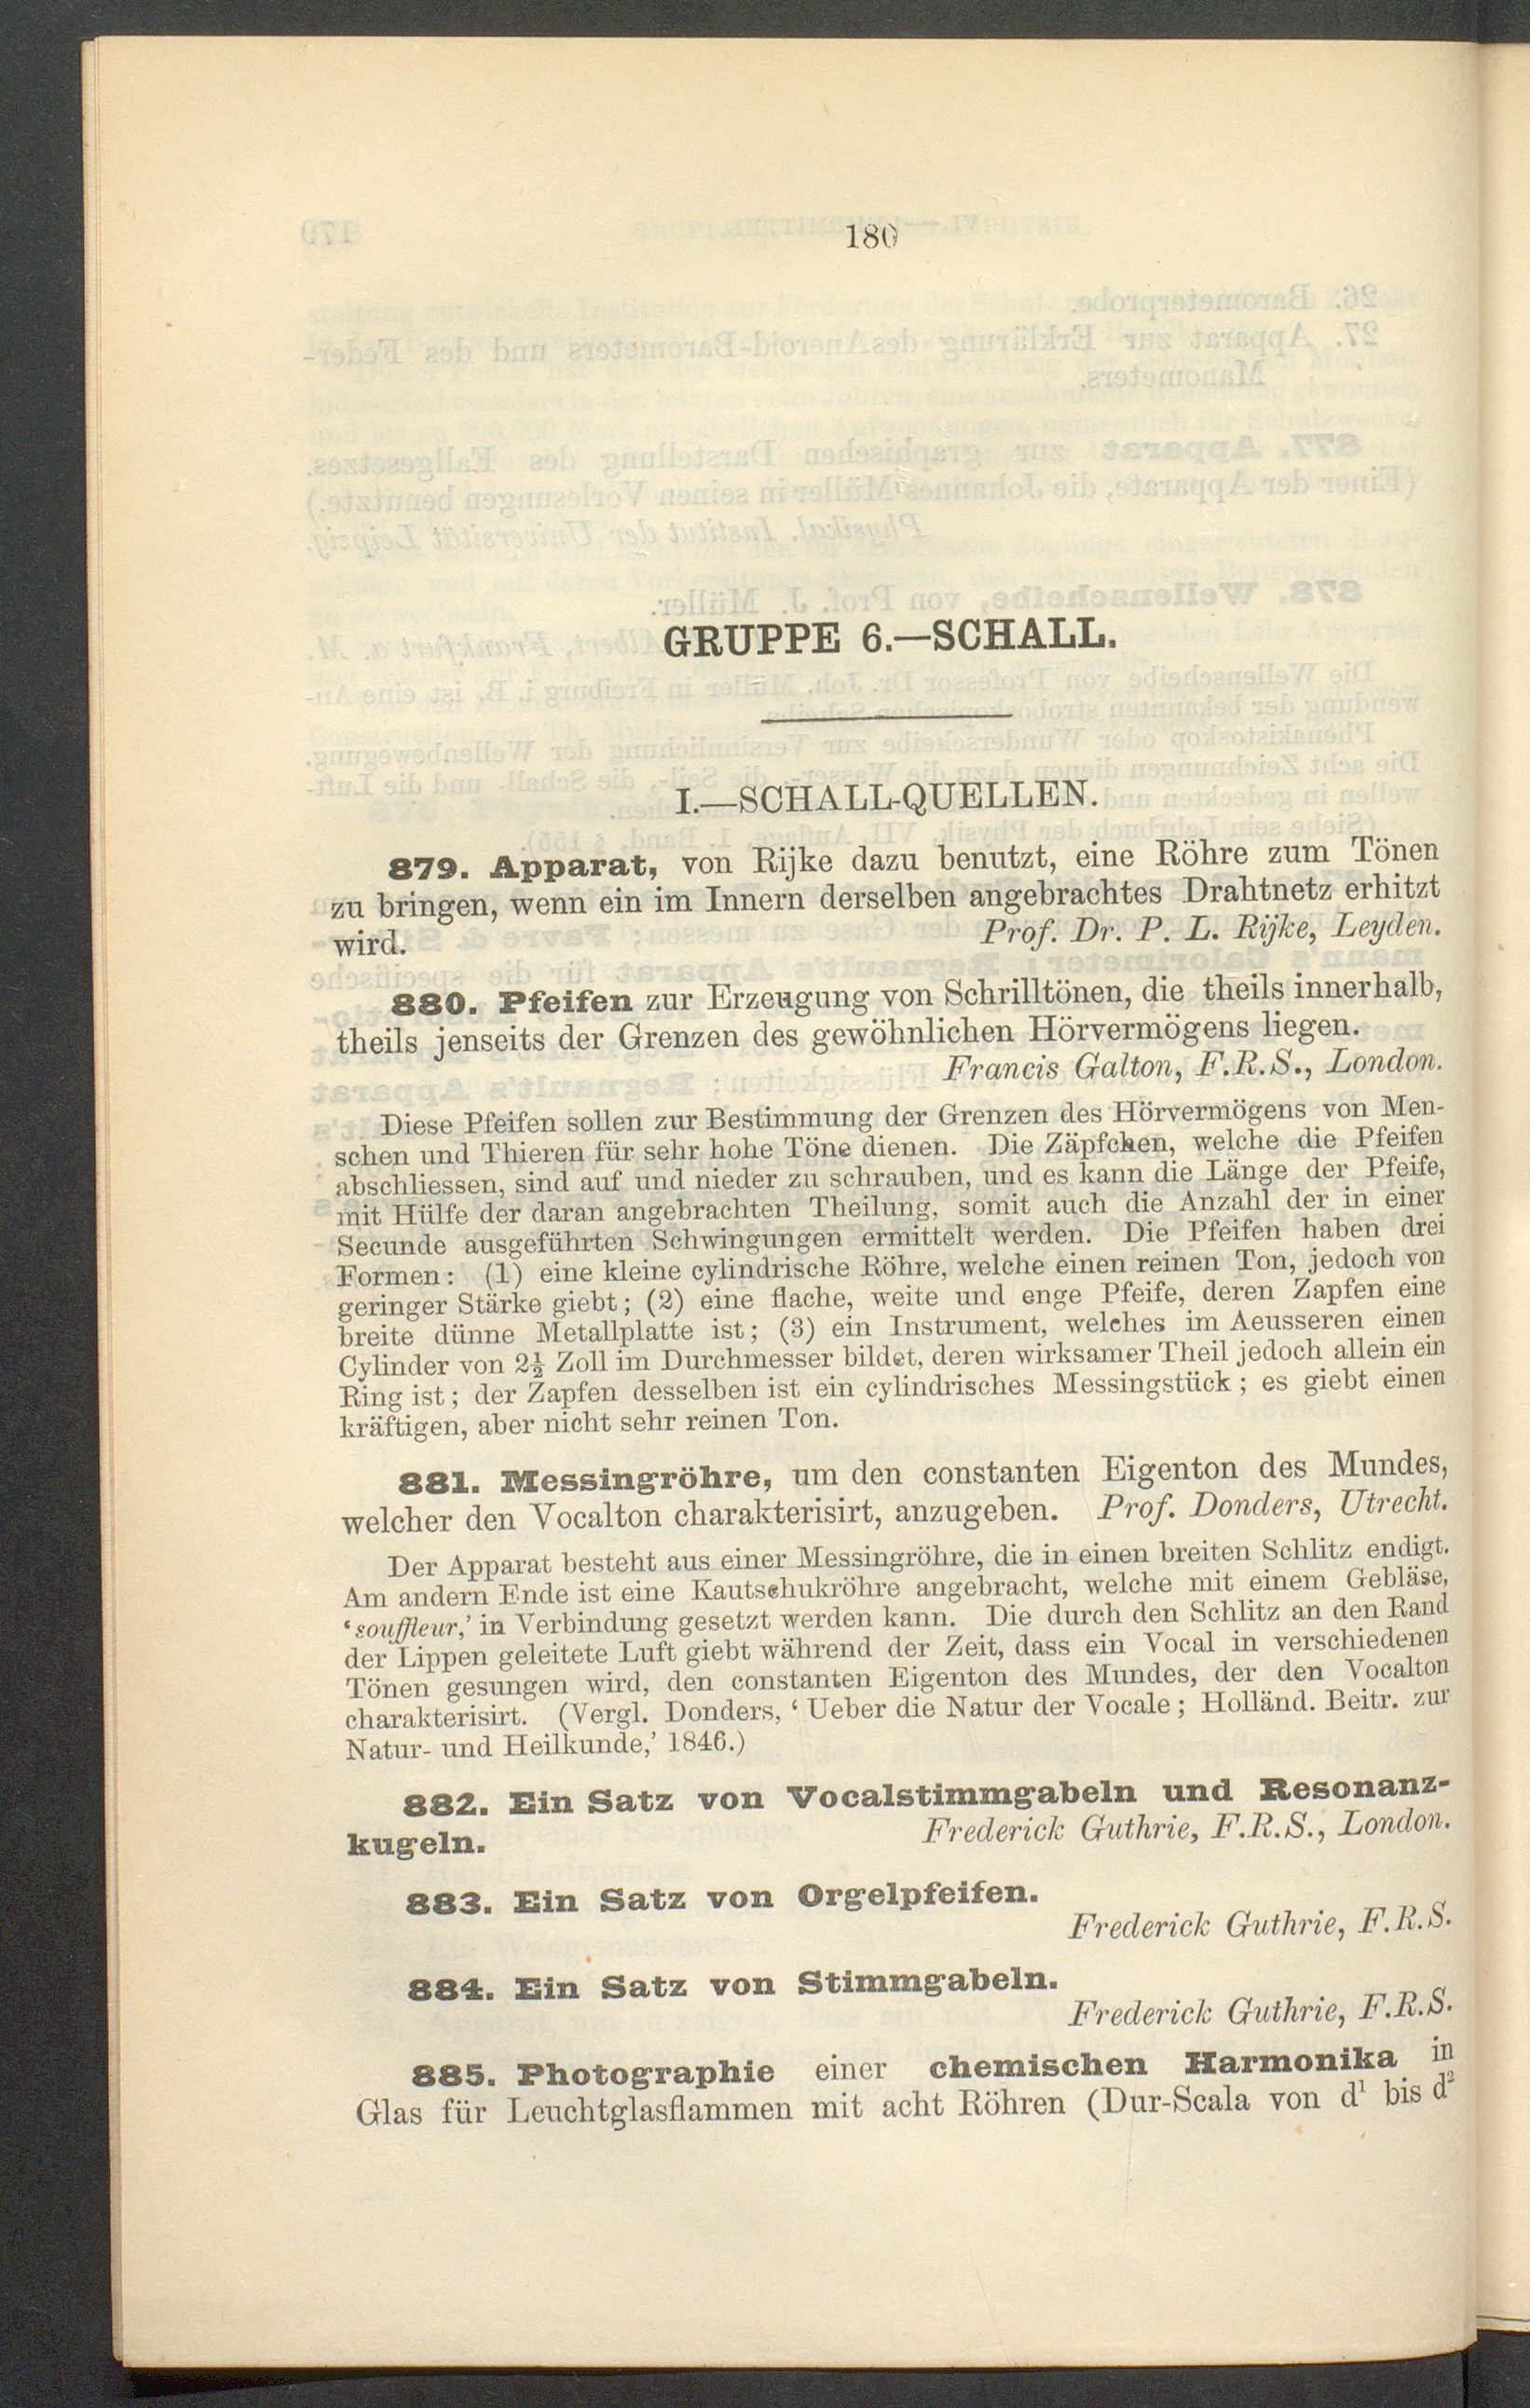 180
GRUPPE 6.—SCHALL.
I.—SCHALL-QUELLEN.
879. Apparat, von Rijke dazu benutzt, eine Röhre zum Tönen
zu bringen, wenn ein im Innern derselben angebrachtes Drahtnetz erhitzt
wird. Prof. Dr. P. L. Rijke, Leyden.
880. Pfeifen zur Erzeugung von Schrilltönen, die theils innerhalb,
theils jenseits der Grenzen des gewöhnlichen Hörvermögens liegen.
Francis Galton, F.R.S., London.
Diese Pfeifen sollen zur Bestimmung der Grenzen des Hörvermögens von Men-
schen und Thieren für sehr hohe Töne dienen. Die Zäpfchen, welche die Pfeifen
abschliessen, sind auf und nieder zu schrauben, und es kann die Länge der Pfeife,
mit Hülfe der daran angebrachten Theilung, somit auch die Anzahl der in einer
Secunde ausgeführten Schwingungen ermittelt werden. Die Pfeifen haben drei
Formen: (1) eine kleine cylindrische Röhre, welche einen reinen Ton, jedoch von
geringer Stärke giebt; (2) eine flache, weite und enge Pfeife, deren Zapfen eine
breite dünne Metallplatte ist; (3) ein Instrument, welches im Aeusseren einen
Cylinder von 2½ Zoll im Durchmesser bildet, deren wirksamer Theil jedoch allein ein
Ring ist; der Zapfen desselben ist ein cylindrisches Messingstück; es giebt einen
kräftigen, aber nicht sehr reinen Ton.
881. Messingröhre, um den constanten Eigenton des Mundes,
welcher den Vocalton charakterisirt, anzugeben. Prof. Donders, Utrecht.
Der Apparat besteht aus einer Messingröhre, die in einen breiten Schlitz endigt.
Am andern Ende ist eine Kautschukröhre angebracht, welche mit einem Gebläse,
‘souffleur,’ in Verbindung gesetzt werden kann. Die durch den Schlitz an den Rand
der Lippen geleitete Luft giebt während der Zeit, dass ein Vocal in verschiedenen
Tönen gesungen wird, den constanten Eigenton des Mundes, der den Vocalton
charakterisirt. (Vergl. Donders, ‘Ueber die Natur der Vocale; Holländ. Beitr. zur
Natur- und Heilkunde,’ 1846.)
882. Ein Satz von Vocalstimmgabeln und Resonanz-
kugeln. Frederick Guthrie, F.R.S., London.
883. Ein Satz von Orgelpfeifen.
Frederick Guthrie, F.R.S.
884. Ein Satz von Stimmgabeln.
Frederick Guthrie, F.R.S.
885. Photographie einer chemischen Harmonika in
Glas für Leuchtglasflammen mit acht Röhren (Dur-Scala von d¹ bis d²